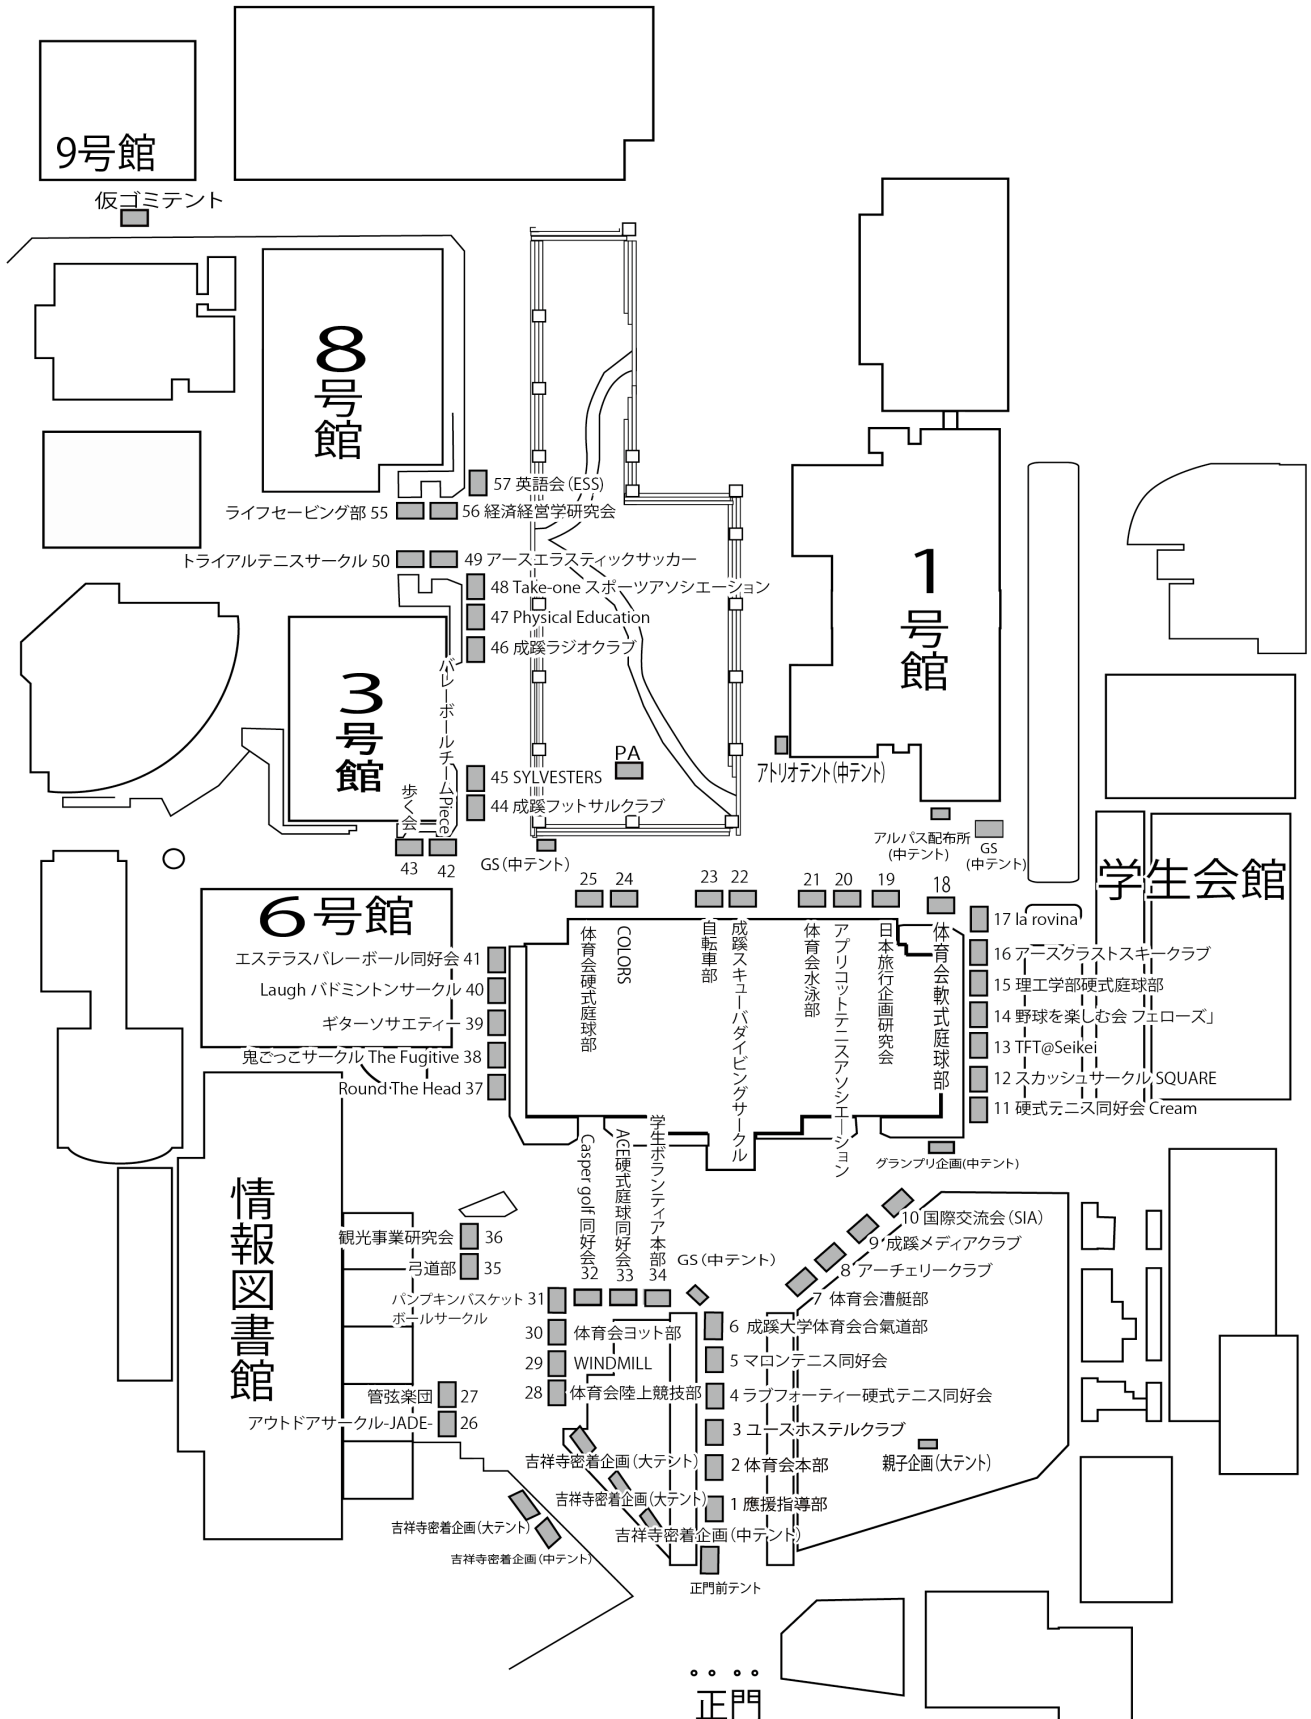 9号館
仮ゴミテント
8号館
57 英語会（ESS）
ライフセービング部 55
56 経済経営学研究会
トライアルテニスサークル 50
49 アースエラスティックサッカー
48 Take-one スポーツアソシエーション
47 Physical Education
46 成蹊ラジオクラブ
1号館
3号館
バレーボールチームPiece
歩く会
45 SYLVESTERS
44 成蹊フットサルクラブ
PA
アトリオテント（中テント）
43
42
GS（中テント）
アルパス配布所
（中テント）
GS
（中テント）
学生会館
6号館
25
24
23
22
21
20
19
18
体育会硬式庭球部
COLORS
自転車部
成蹊スキューバダイビングサークル
体育会水泳部
アプリコットテニスアソシエーション
日本旅行企画研究会
体育会軟式庭球部
17 la rovina
16 アースクラストスキークラブ
15 理工学部硬式庭球部
14 野球を楽しむ会 フェローズ」
13 TFT@Seikei
12 スカッシュサークル SQUARE
11 硬式テニス同好会 Cream
エステラスバレーボール同好会 41
Laugh バドミントンサークル 40
ギターソサエティー 39
鬼ごっこサークル The Fugitive 38
Round The Head 37
グランプリ企画(中テント)
情報図書館
Casper golf 同好会 32
ACE硬式庭球同好会 33
学生ボランティア本部 34
観光事業研究会 36
弓道部 35
GS（中テント）
10 国際交流会（SIA）
9 成蹊メディアクラブ
8 アーチェリークラブ
7 体育会漕艇部
パンプキンバスケット 31
ボールサークル
30 体育会ヨット部
29 WINDMILL
28 体育会陸上競技部
6 成蹊大学体育会合氣道部
5 マロンテニス同好会
4 ラブフォーティー硬式テニス同好会
3 ユースホステルクラブ
2 体育会本部
1 應援指導部
管弦楽団 27
アウトドアサークル-JADE- 26
親子企画（大テント）
吉祥寺密着企画（大テント）
吉祥寺密着企画（大テント）
吉祥寺密着企画（中テント）
吉祥寺密着企画（大テント）
吉祥寺密着企画（中テント）
正門前テント
正門